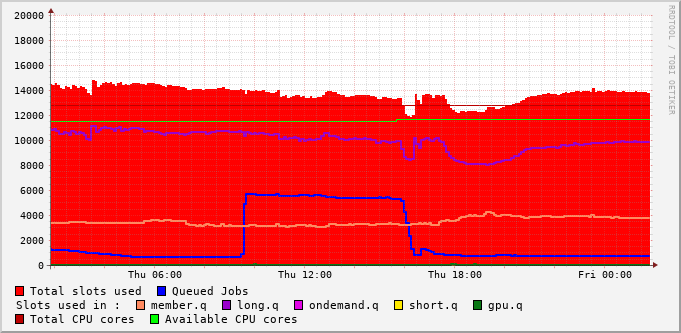 20000
18000
16000
14000
12000
10000
8000
6000
4000
2000
0
Thu 06:00 Thu 12:00 Thu 18:00 Fri 00:00
Total slots used Queued Jobs
Slots used in : member.q long.q ondemand.q short.q gpu.q
Total CPU cores Available CPU cores
RRDTOOL / TOBI OETIKER